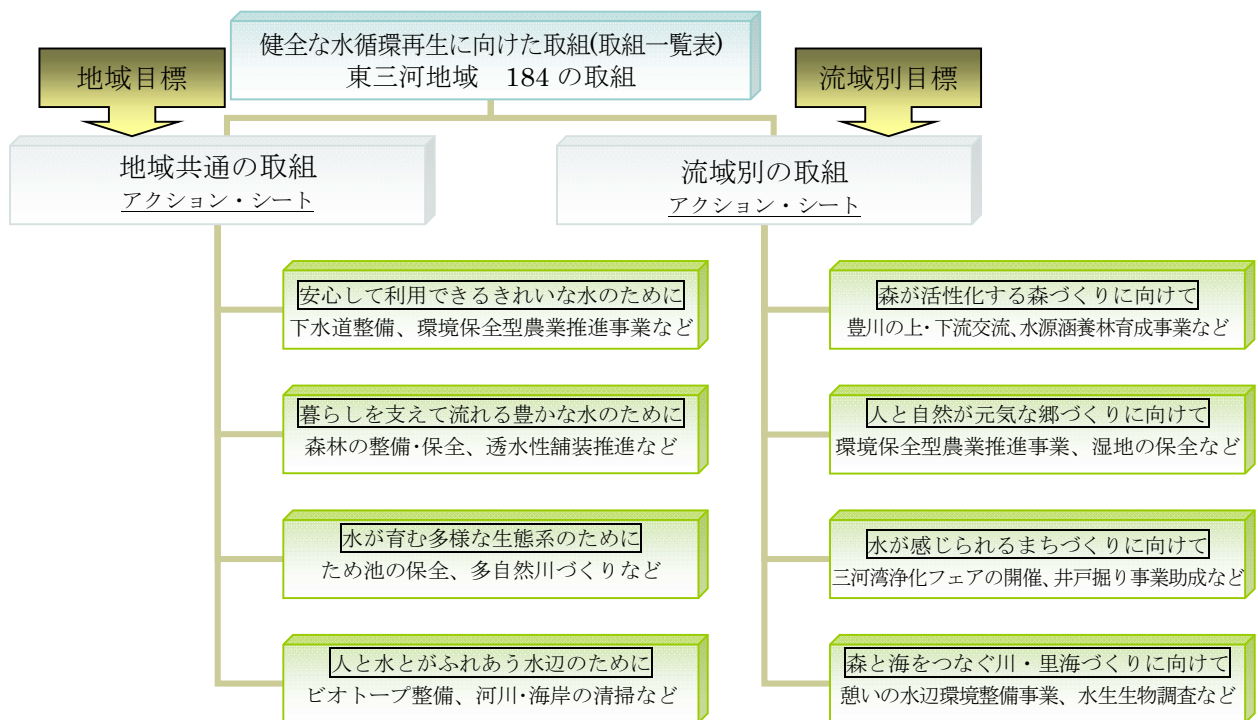 健全な水循環再生に向けた取組(取組一覧表)
東三河地域 184 の取組
地域目標
流域別目標
地域共通の取組
アクション・シート
安心して利用できるきれいな水のために
下水道整備、環境保全型農業推進事業など
暮らしを支えて流れる豊かな水のために
森林の整備・保全、透水性舗装推進など
水が育む多様な生態系のために
ため池の保全、多自然川づくりなど
人と水とがふれあう水辺のために
ビオトープ整備、河川・海岸の清掃など
流域別の取組
アクション・シート
森が活性化する森づくりに向けて
豊川の上・下流交流、水源涵養林育成事業など
人と自然が元気な郷づくりに向けて
環境保全型農業推進事業、湿地の保全など
水が感じられるまちづくりに向けて
三河湾浄化フェアの開催、井戸掘り事業助成など
森と海をつなぐ川・里海づくりに向けて
憩いの水辺環境整備事業、水生生物調査など